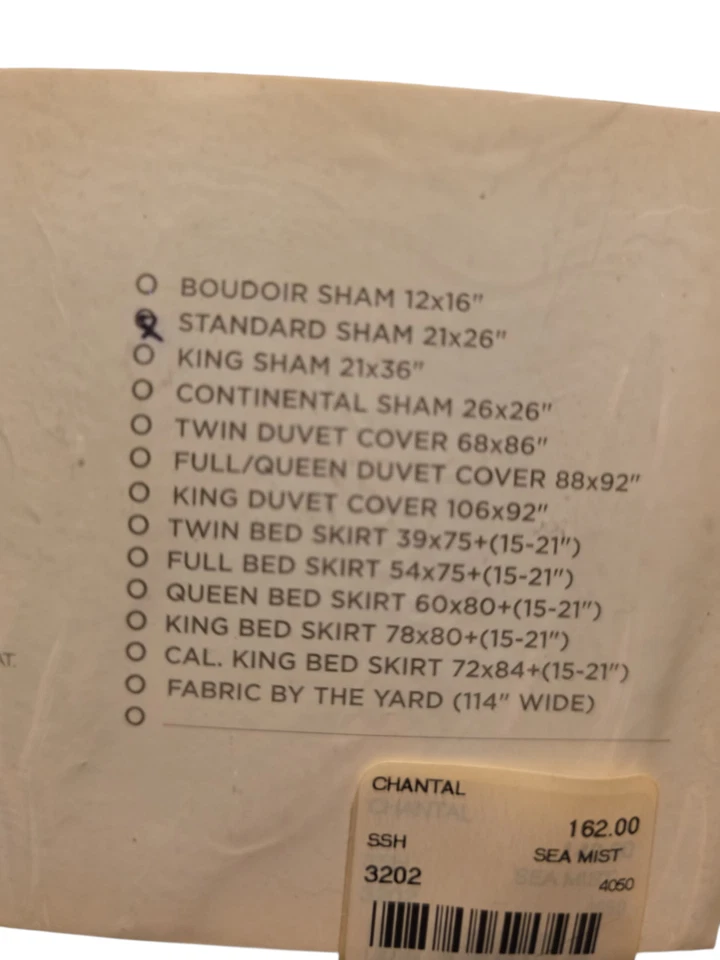 BOUDOIR SHAM 12x16"
STANDARD SHAM 21x26"
KING SHAM 21x36"
CONTINENTAL SHAM 26x26"
TWIN DUVET COVER 68x86"
FULL/QUEEN DUVET COVER 88x92"
KING DUVET COVER 106x92"
TWIN BED SKIRT 39x75+(15-21")
FULL BED SKIRT 54x75+(15-21")
QUEEN BED SKIRT 60x80+(15-21")
KING BED SKIRT 78x80+(15-21")
CAL. KING BED SKIRT 72x84+(15-21")
FABRIC BY THE YARD (114" WIDE)
CHANTAL
162.00
SSH
SEA MIST
3202
4050